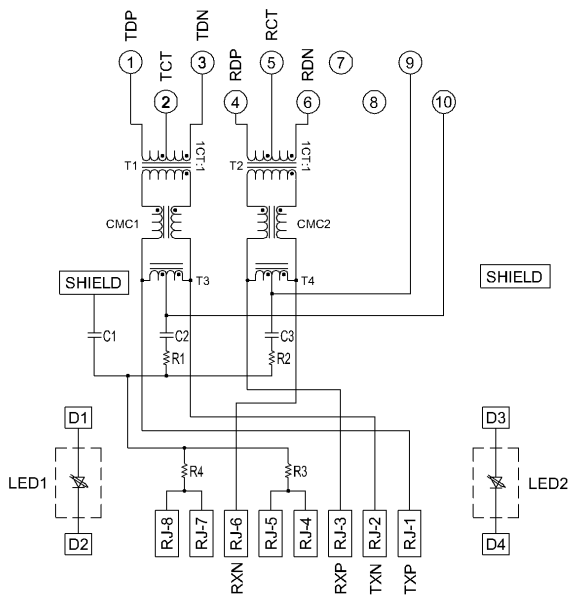 TDP
TCT
TDN
RDP
RCT
RDN
1
3
5
7
9
2
4
6
8
10
T1
1CT:1
T2
1CT:1
CMC1
CMC2
T3
T4
SHIELD
SHIELD
C1
C2
C3
R1
R2
D1
D3
LED1
R4
R3
LED2
D2
RJ-8
RJ-7
RJ-6
RJ-5
RJ-4
RJ-3
RJ-2
RJ-1
D4
RXN
RXP
TXN
TXP